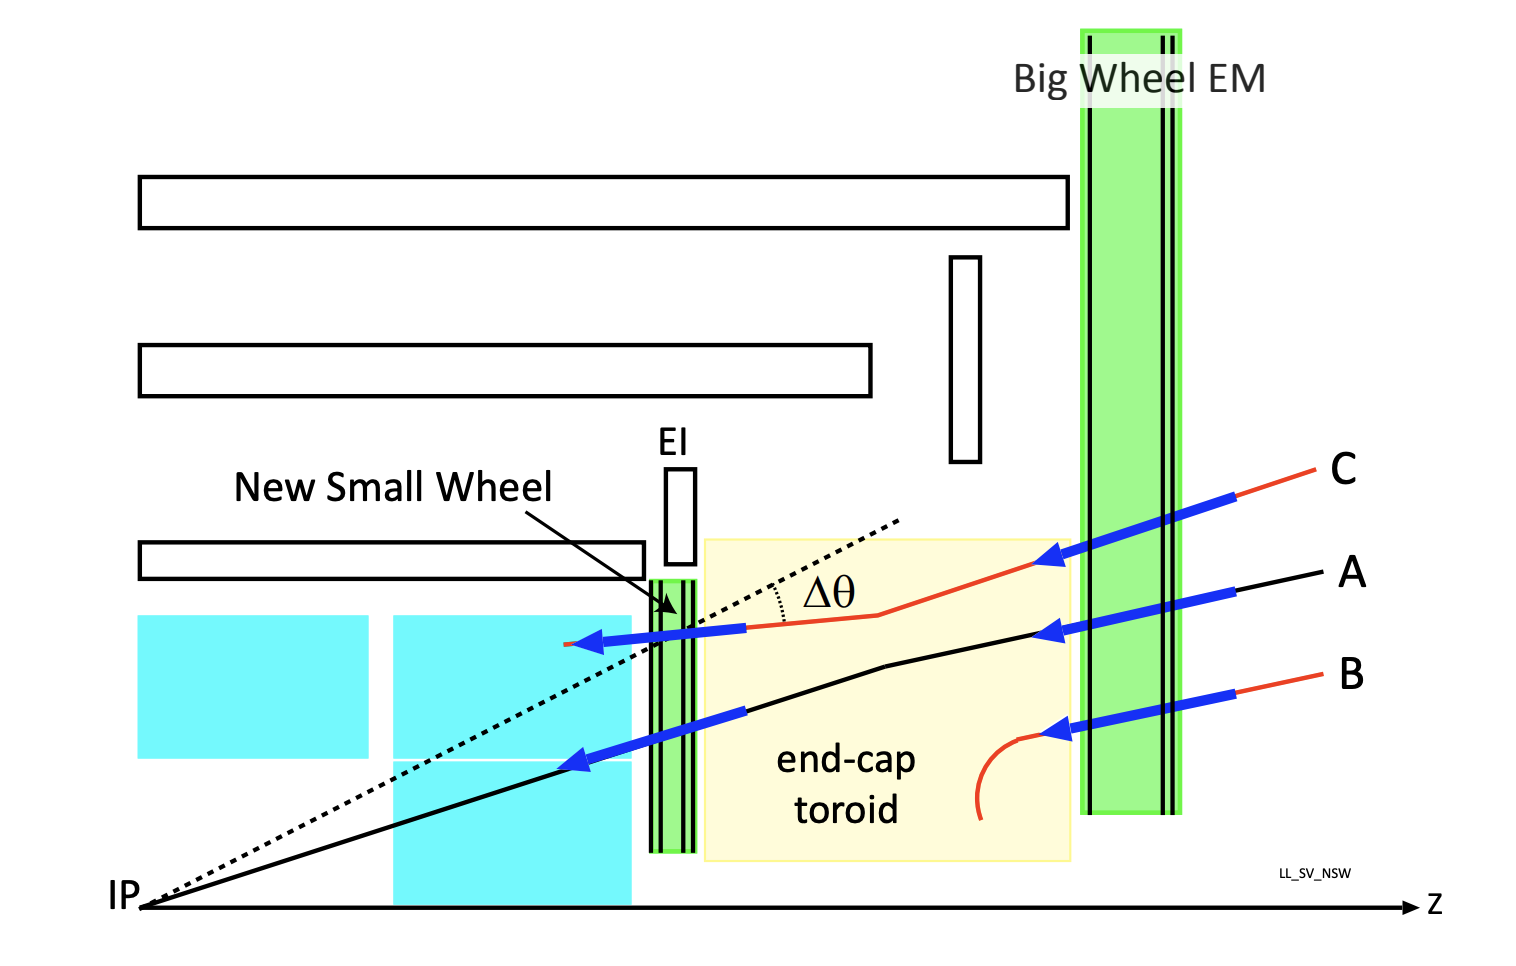 Big Wheel EM
EI
New Small Wheel
C
A
B
Δθ
end-cap
toroid
LL_SV_NSW
IP
z